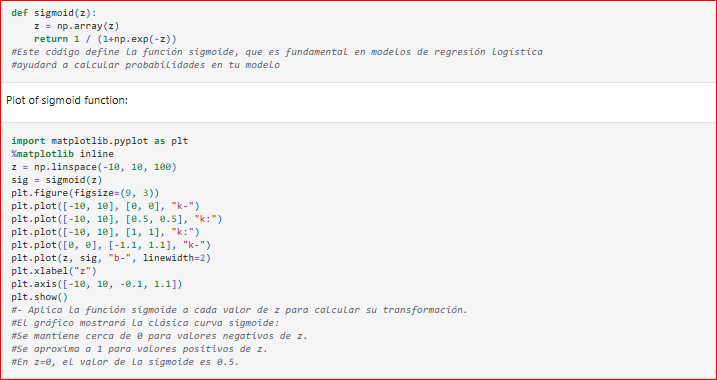 def sigmoid(z):
    z = np.array(z)
    return 1 / (1+np.exp(-z))
#Este código define la función sigmoide, que es fundamental en modelos de regresión logística
#ayudará a calcular probabilidades en tu modelo
Plot of sigmoid function:
import matplotlib.pyplot as plt
%matplotlib inline
z = np.linspace(-10, 10, 100)
sig = sigmoid(z)
plt.figure(figsize=(9, 3))
plt.plot([-10, 10], [0, 0], "k-")
plt.plot([-10, 10], [0.5, 0.5], "k:")
plt.plot([-10, 10], [1, 1], "k:")
plt.plot([0, 0], [-1.1, 1.1], "k-")
plt.plot(z, sig, "b-", linewidth=2)
plt.xlabel("z")
plt.axis([-10, 10, -0.1, 1.1])
plt.show()
#- Aplica la función sigmoide a cada valor de z para calcular su transformación.
#El gráfico mostrará la clásica curva sigmoide:
#Se mantiene cerca de 0 para valores negativos de z.
#Se aproxima a 1 para valores positivos de z.
#En z=0, el valor de la sigmoide es 0.5.